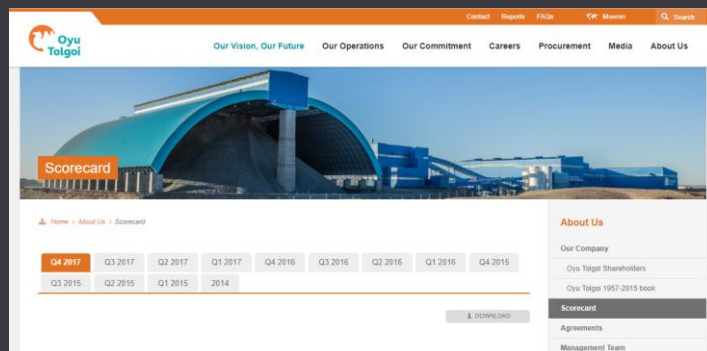 Contact Reports FAQs Монгол Search
Oyu
Tolgoi
Our Vision, Our Future Our Operations Our Commitment Careers Procurement Media About Us
Scorecard
Home > About Us > Scorecard
Q4 2017 Q3 2017 Q2 2017 Q1 2017 Q4 2016 Q3 2016 Q2 2016 Q1 2016 Q4 2015
Q3 2015 Q2 2015 Q1 2015 2014
DOWNLOAD
About Us
Our Company
Oyu Tolgoi Shareholders
Oyu Tolgoi 1957-2015 book
Scorecard
Agreements
Management Team